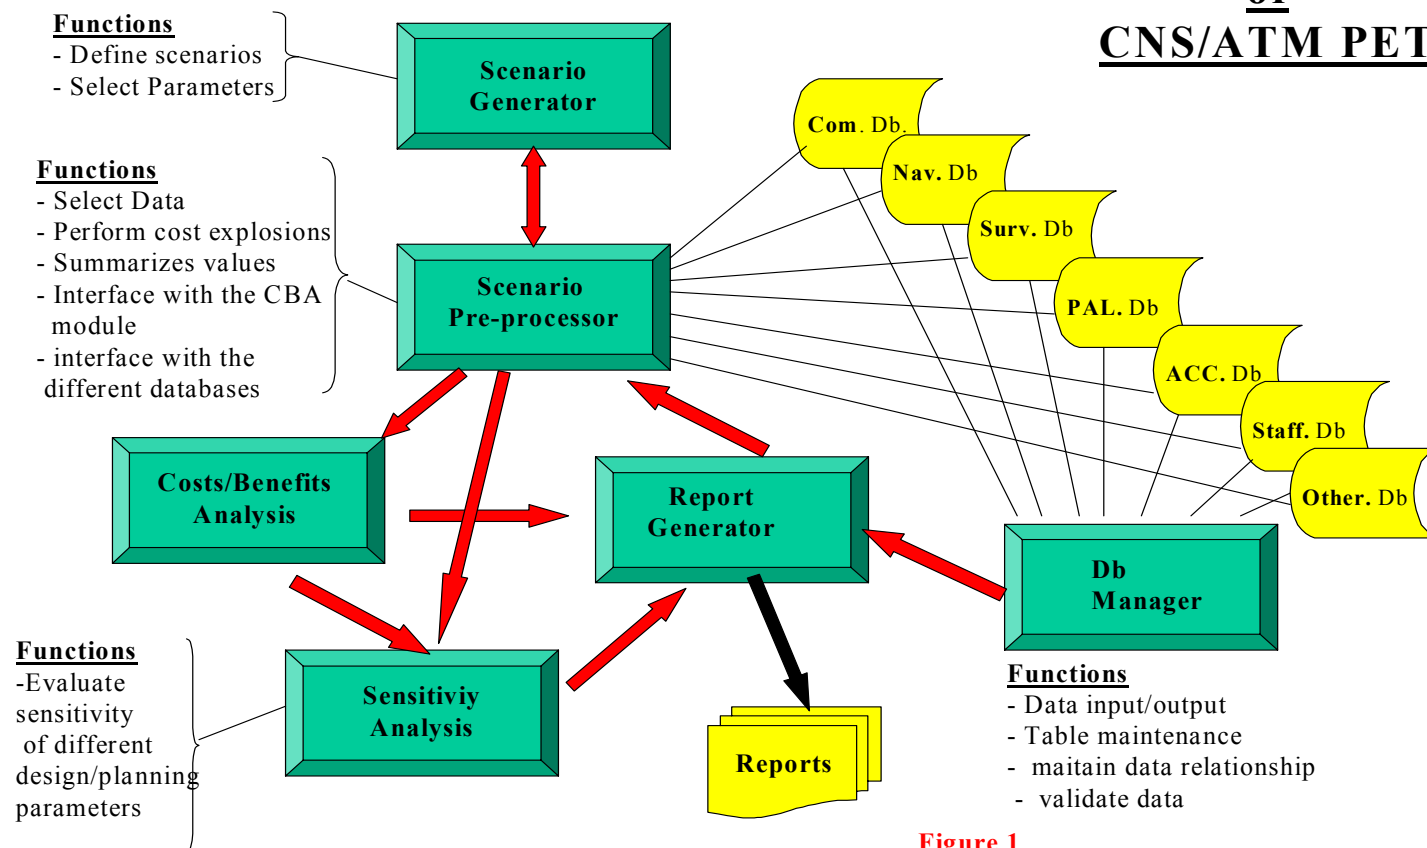 of
CNS/ATM PET
Functions
- Define scenarios
- Select Parameters
Scenario
Generator
Functions
- Select Data
- Perform cost explosions
- Summarizes values
- Interface with the CBA
module
- interface with the
different databases
Scenario
Pre-processor
Com. Db.
Nav. Db
Surv. Db
PAL. Db
ACC. Db
Staff. Db
Other. Db
Costs/Benefits
Analysis
Report
Generator
Db
Manager
Functions
-Evaluate
sensitivity
of different
design/planning
parameters
Sensitiviy
Analysis
Reports
Functions
- Data input/output
- Table maintenance
- maitain data relationship
- validate data
Figure 1